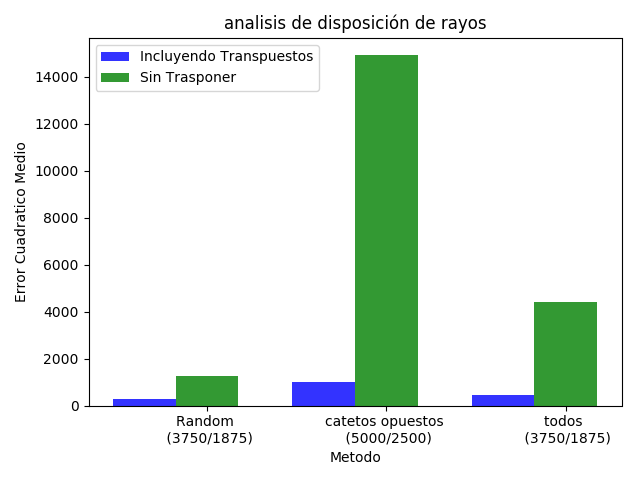 analisis de disposición de rayos
Incluyendo Transpuestos
Sin Trasponer
Error Cuadratico Medio
14000
12000
10000
8000
6000
4000
2000
0
Random catetos opuestos todos
(3750/1875) (5000/2500) (3750/1875)
Metodo